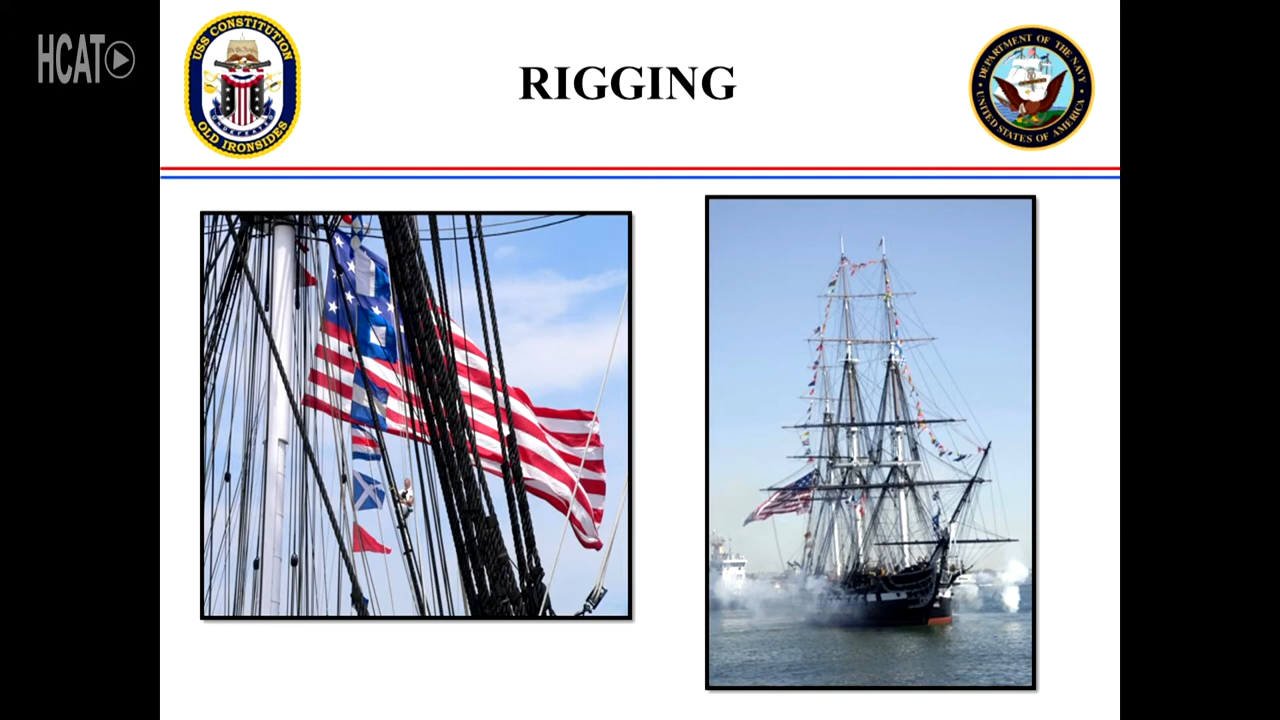 HCAT
USS CONSTITUTION
OLD IRONSIDES
RIGGING
DEPARTMENT OF THE NAVY
UNITED STATES OF AMERICA